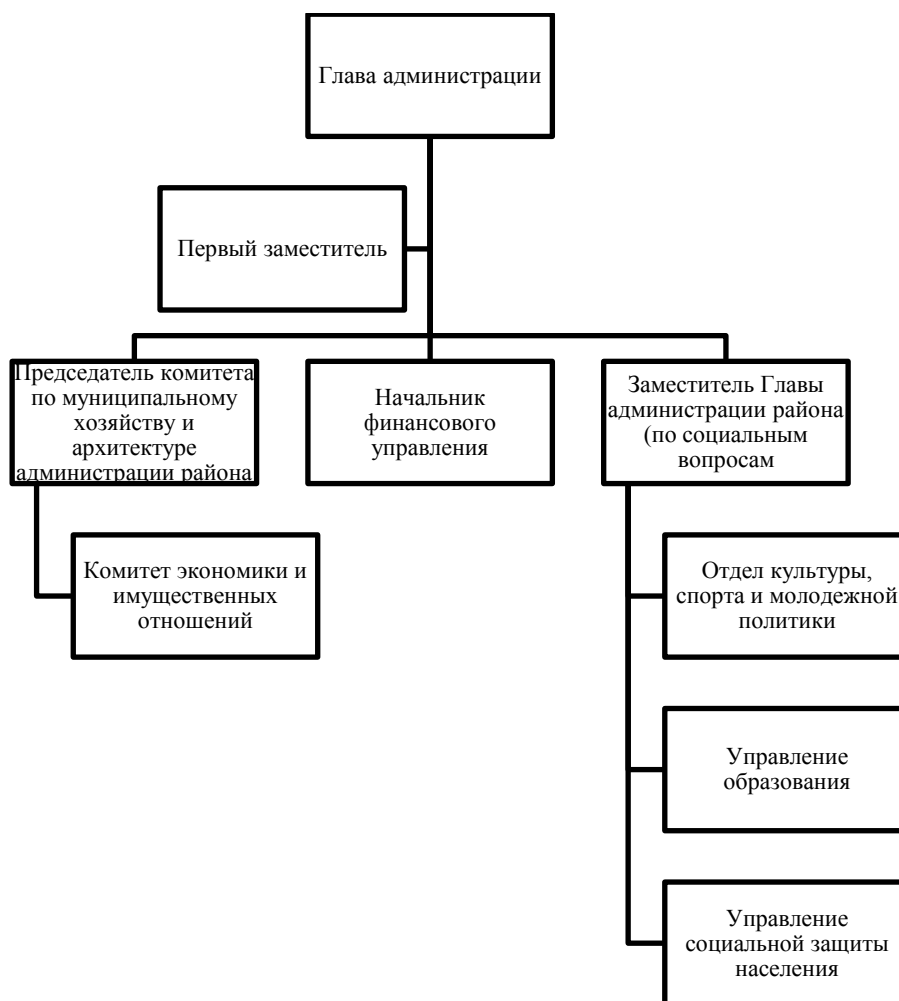 Глава администрации
Первый заместитель
Председатель комитета
по муниципальному
хозяйству и
архитектуре
администрации района
Начальник
финансового
управления
Заместитель Главы
администрации района
(по социальным
вопросам
Комитет экономики и
имущественных
отношений
Отдел культуры,
спорта и молодежной
политики
Управление
образования
Управление
социальной защиты
населения